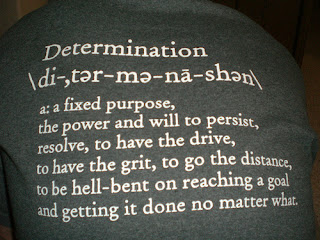 Determination
\di-,tər-mə-nā-shən\
a: a fixed purpose,
the power and will to persist,
resolve, to have the drive,
to have the grit, to go the distance,
to be hell-bent on reaching a goal
and getting it done no matter what.